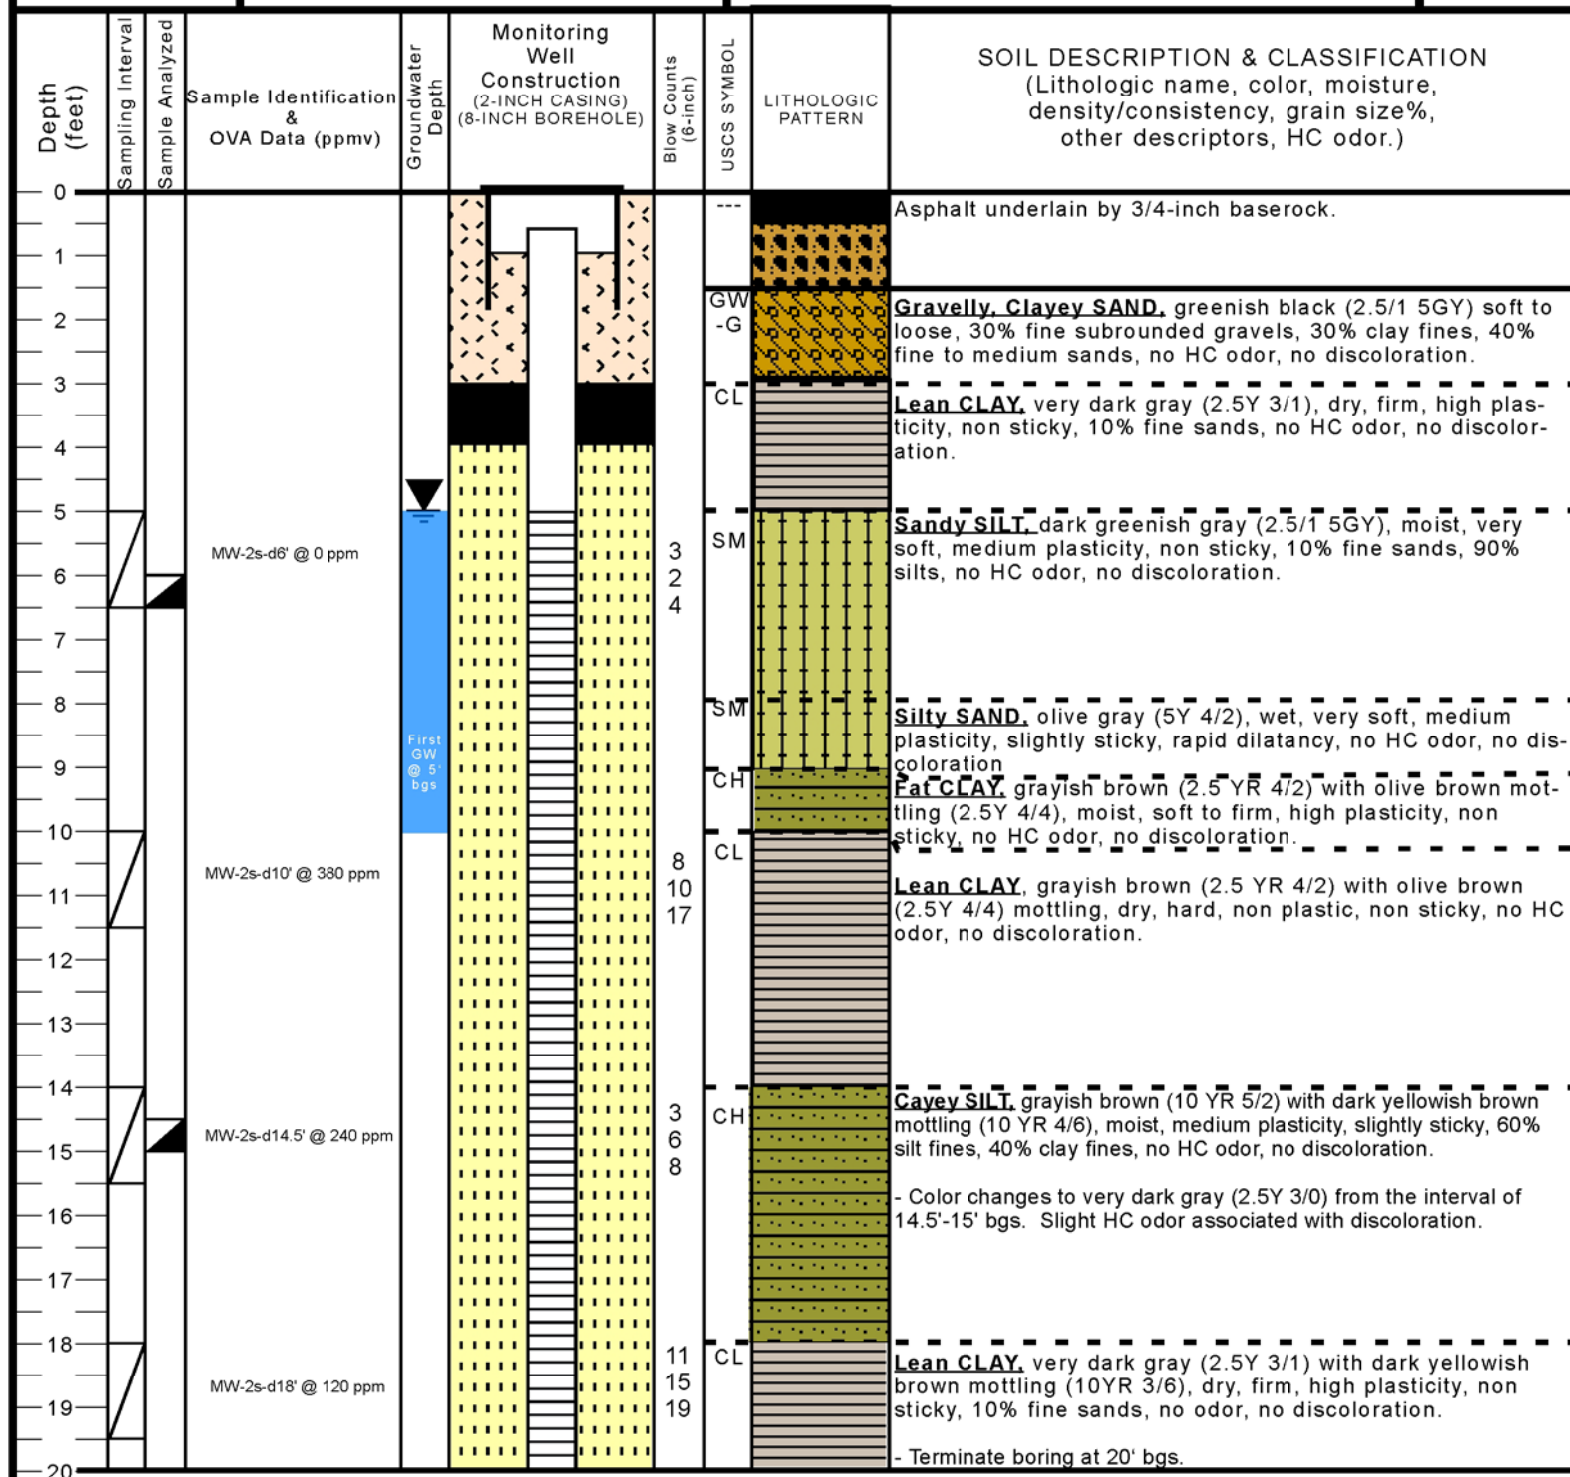 Depth
(feet)
Sampling Interval
Sample Analyzed
Sample Identification
&
OVA Data (ppmv)
Groundwater
Depth
Monitoring
Well
Construction
(2-INCH CASING)
(8-INCH BOREHOLE)
Blow Counts
(6-inch)
USCS SYMBOL
LITHOLOGIC
PATTERN
SOIL DESCRIPTION & CLASSIFICATION
(Lithologic name, color, moisture,
density/consistency, grain size%,
other descriptors, HC odor.)
0
---
Asphalt underlain by 3/4-inch baserock.
1
GW
-G
2
Gravelly, Clayey SAND, greenish black (2.5/1 5GY) soft to
loose, 30% fine subrounded gravels, 30% clay fines, 40%
fine to medium sands, no HC odor, no discoloration.
3
CL
Lean CLAY, very dark gray (2.5Y 3/1), dry, firm, high plas-
ticity, non sticky, 10% fine sands, no HC odor, no discolor-
ation.
4
5
SM
Sandy SILT, dark greenish gray (2.5/1 5GY), moist, very
soft, medium plasticity, non sticky, 10% fine sands, 90%
silts, no HC odor, no discoloration.
MW-2s-d6' @ 0 ppm
3
2
4
6
7
8
SM
Silty SAND, olive gray (5Y 4/2), wet, very soft, medium
plasticity, slightly sticky, rapid dilatancy, no HC odor, no dis-
coloration
First
GW
@ 5'
bgs
9
CH
Fat CLAY, grayish brown (2.5 YR 4/2) with olive brown mot-
tling (2.5Y 4/4), moist, soft to firm, high plasticity, non
sticky, no HC odor, no discoloration.
10
CL
MW-2s-d10' @ 380 ppm
8
10
17
Lean CLAY, grayish brown (2.5 YR 4/2) with olive brown
(2.5Y 4/4) mottling, dry, hard, non plastic, non sticky, no HC
odor, no discoloration.
11
12
13
14
CH
Cayey SILT, grayish brown (10 YR 5/2) with dark yellowish brown
mottling (10 YR 4/6), moist, medium plasticity, slightly sticky, 60%
silt fines, 40% clay fines, no HC odor, no discoloration.
MW-2s-d14.5' @ 240 ppm
3
6
8
15
- Color changes to very dark gray (2.5Y 3/0) from the interval of
14.5'-15' bgs. Slight HC odor associated with discoloration.
16
17
18
CL
MW-2s-d18' @ 120 ppm
11
15
19
Lean CLAY, very dark gray (2.5Y 3/1) with dark yellowish
brown mottling (10YR 3/6), dry, firm, high plasticity, non
sticky, 10% fine sands, no odor, no discoloration.
19
- Terminate boring at 20' bgs.
20